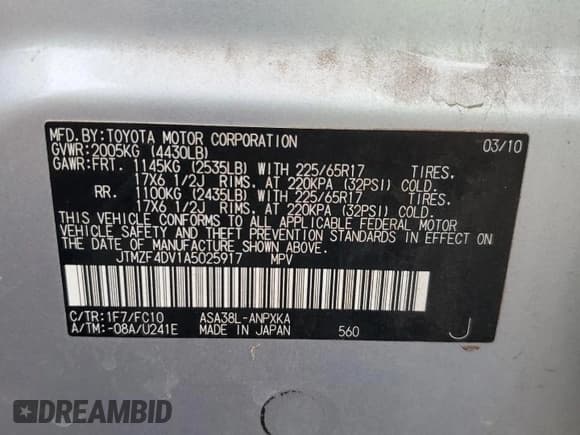 MFD.BY:TOYOTA MOTOR CORPORATION 03/10
GVWR:2005KG (4430LB)
GAWR:FRT. 1145KG (2535LB) WITH 225/65R17 TIRES.
17X6 1/2J RIMS. AT 220KPA (32PSI) COLD.
RR. 1100KG (2435LB) WITH 225/65R17 TIRES.
17X6 1/2J RIMS. AT 220KPA (32PSI) COLD.
THIS VEHICLE CONFORMS TO ALL APPLICABLE FEDERAL MOTOR
VEHICLE SAFETY AND THEFT PREVENTION STANDARDS IN EFFECT ON
THE DATE OF MANUFACTURE SHOWN ABOVE.
JTMZF4DV1A5025917 MPV
C/TR:1F7/FC10 ASA38L-ANPXKA
A/TM:-08A/U241E MADE IN JAPAN 560 J
DREAMBID